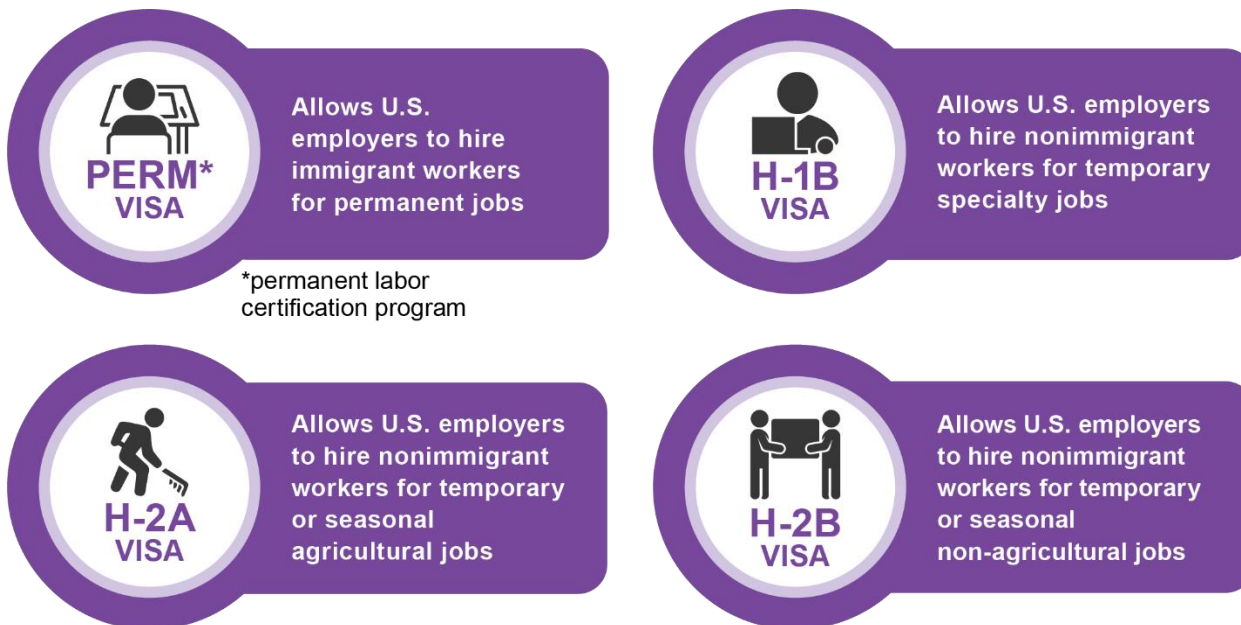 PERM*
VISA
Allows U.S.
employers to hire
immigrant workers
for permanent jobs
*permanent labor
certification program
H-1B
VISA
Allows U.S. employers
to hire nonimmigrant
workers for temporary
specialty jobs
H-2A
VISA
Allows U.S. employers
to hire nonimmigrant
workers for temporary
or seasonal
agricultural jobs
H-2B
VISA
Allows U.S. employers
to hire nonimmigrant
workers for temporary
or seasonal
non-agricultural jobs